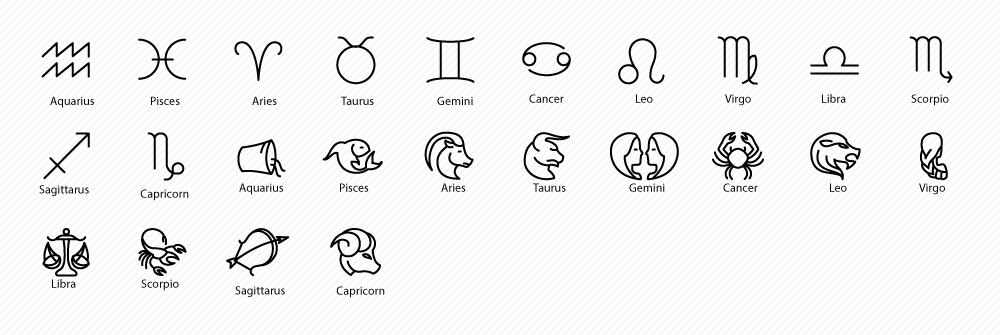 Aquarius Pisces Aries Taurus Gemini Cancer Leo Virgo Libra Scorpio
Sagittarus Capricorn Aquarius Pisces Aries Taurus Gemini Cancer Leo Virgo
Libra Scorpio Sagittarus Capricorn